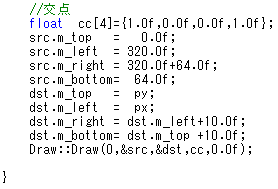 //交点
float cc[4]={1.0f,0.0f,0.0f,1.0f};
src.m_top   =   0.0f;
src.m_left  = 320.0f;
src.m_right = 320.0f+64.0f;
src.m_bottom=  64.0f;
dst.m_top   =  py;
dst.m_left  =  px;
dst.m_right = dst.m_left+10.0f;
dst.m_bottom= dst.m_top +10.0f;
Draw::Draw(0,&src,&dst,cc,0.0f);
}